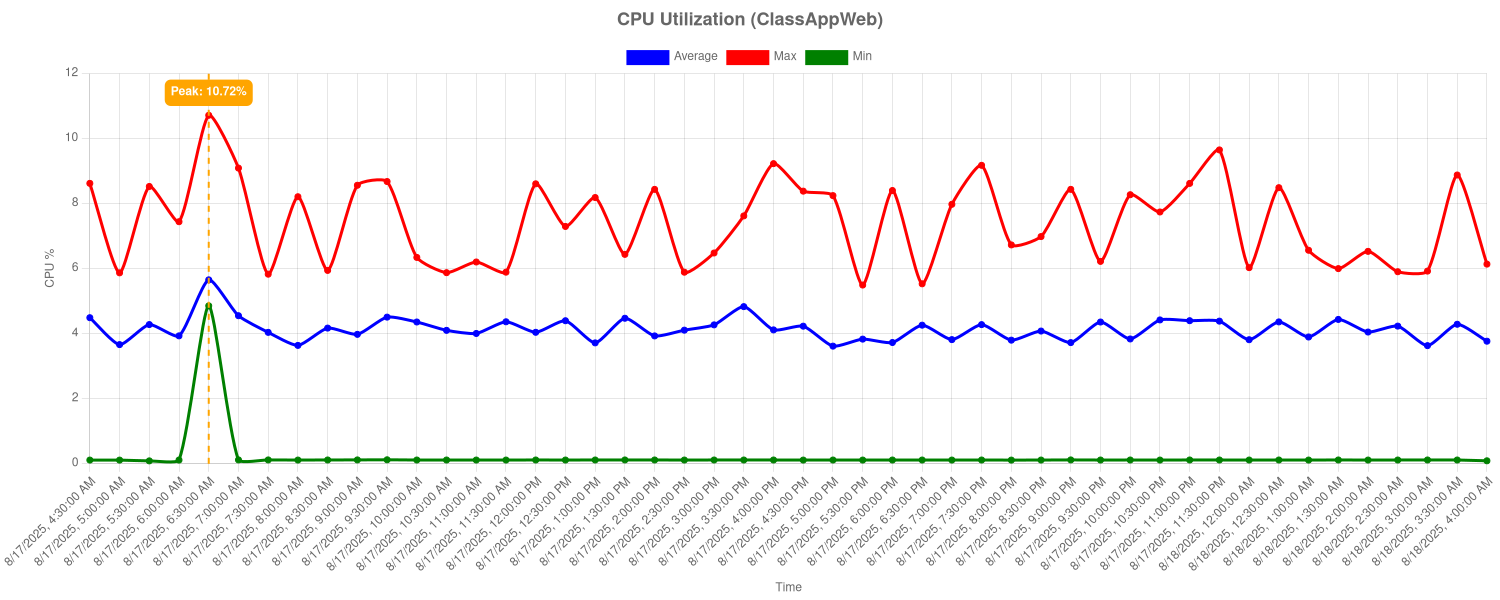 CPU Utilization (ClassAppWeb)
Average
Max
Min
Peak: 10.72%
12
10
8
6
4
2
0
CPU %
8/17/2025, 4:30:00 AM
8/17/2025, 5:00:00 AM
8/17/2025, 5:30:00 AM
8/17/2025, 6:00:00 AM
8/17/2025, 6:30:00 AM
8/17/2025, 7:00:00 AM
8/17/2025, 7:30:00 AM
8/17/2025, 8:00:00 AM
8/17/2025, 8:30:00 AM
8/17/2025, 9:00:00 AM
8/17/2025, 9:30:00 AM
8/17/2025, 10:00:00 AM
8/17/2025, 10:30:00 AM
8/17/2025, 11:00:00 AM
8/17/2025, 11:30:00 AM
8/17/2025, 12:00:00 PM
8/17/2025, 12:30:00 PM
8/17/2025, 1:00:00 PM
8/17/2025, 1:30:00 PM
8/17/2025, 2:00:00 PM
8/17/2025, 2:30:00 PM
8/17/2025, 3:00:00 PM
8/17/2025, 3:30:00 PM
8/17/2025, 4:00:00 PM
8/17/2025, 4:30:00 PM
8/17/2025, 5:00:00 PM
8/17/2025, 5:30:00 PM
8/17/2025, 6:00:00 PM
8/17/2025, 6:30:00 PM
8/17/2025, 7:00:00 PM
8/17/2025, 7:30:00 PM
8/17/2025, 8:00:00 PM
8/17/2025, 8:30:00 PM
8/17/2025, 9:00:00 PM
8/17/2025, 9:30:00 PM
8/17/2025, 10:00:00 PM
8/17/2025, 10:30:00 PM
8/17/2025, 11:00:00 PM
8/17/2025, 11:30:00 PM
8/18/2025, 12:00:00 AM
8/18/2025, 12:30:00 AM
8/18/2025, 1:00:00 AM
8/18/2025, 1:30:00 AM
8/18/2025, 2:00:00 AM
8/18/2025, 2:30:00 AM
8/18/2025, 3:00:00 AM
8/18/2025, 3:30:00 AM
8/18/2025, 4:00:00 AM
Time